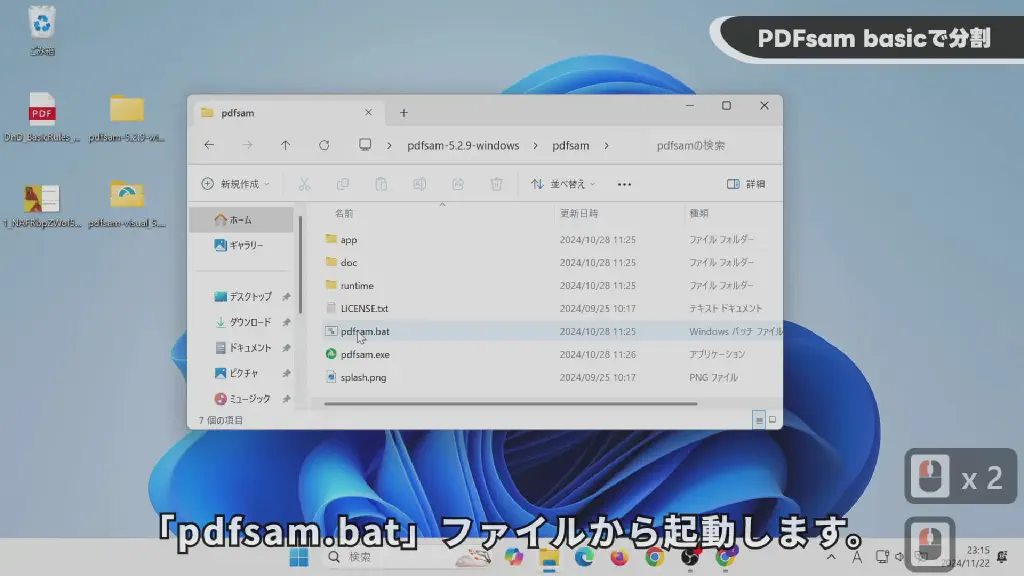 PDFsam basicで分割
ごみ箱
PDF
DnD_BasicRules_...
pdfsam-5.2.9-wi...
pdfsam-visual_5....
pdfsam
pdfsam-5.2.9-windows > pdfsam >
pdfsamの検索
新規作成
並べ替え
詳細
ホーム
ギャラリー
デスクトップ
ダウンロード
ドキュメント
ピクチャ
ミュージック
名前 更新日時 種類
app 2024/10/28 11:25 ファイル フォルダー
doc 2024/10/28 11:25 ファイル フォルダー
runtime 2024/10/28 11:25 ファイル フォルダー
LICENSE.txt 2024/09/25 10:17 テキスト ドキュメント
pdfsam.bat 2024/10/28 11:25 Windows バッチ ファイル
pdfsam.exe 2024/10/28 11:26 アプリケーション
splash.png 2024/09/25 10:17 PNG ファイル
7 個の項目
x 2
「pdfsam.bat」ファイルから起動します。
検索
A
23:15
2024/11/22